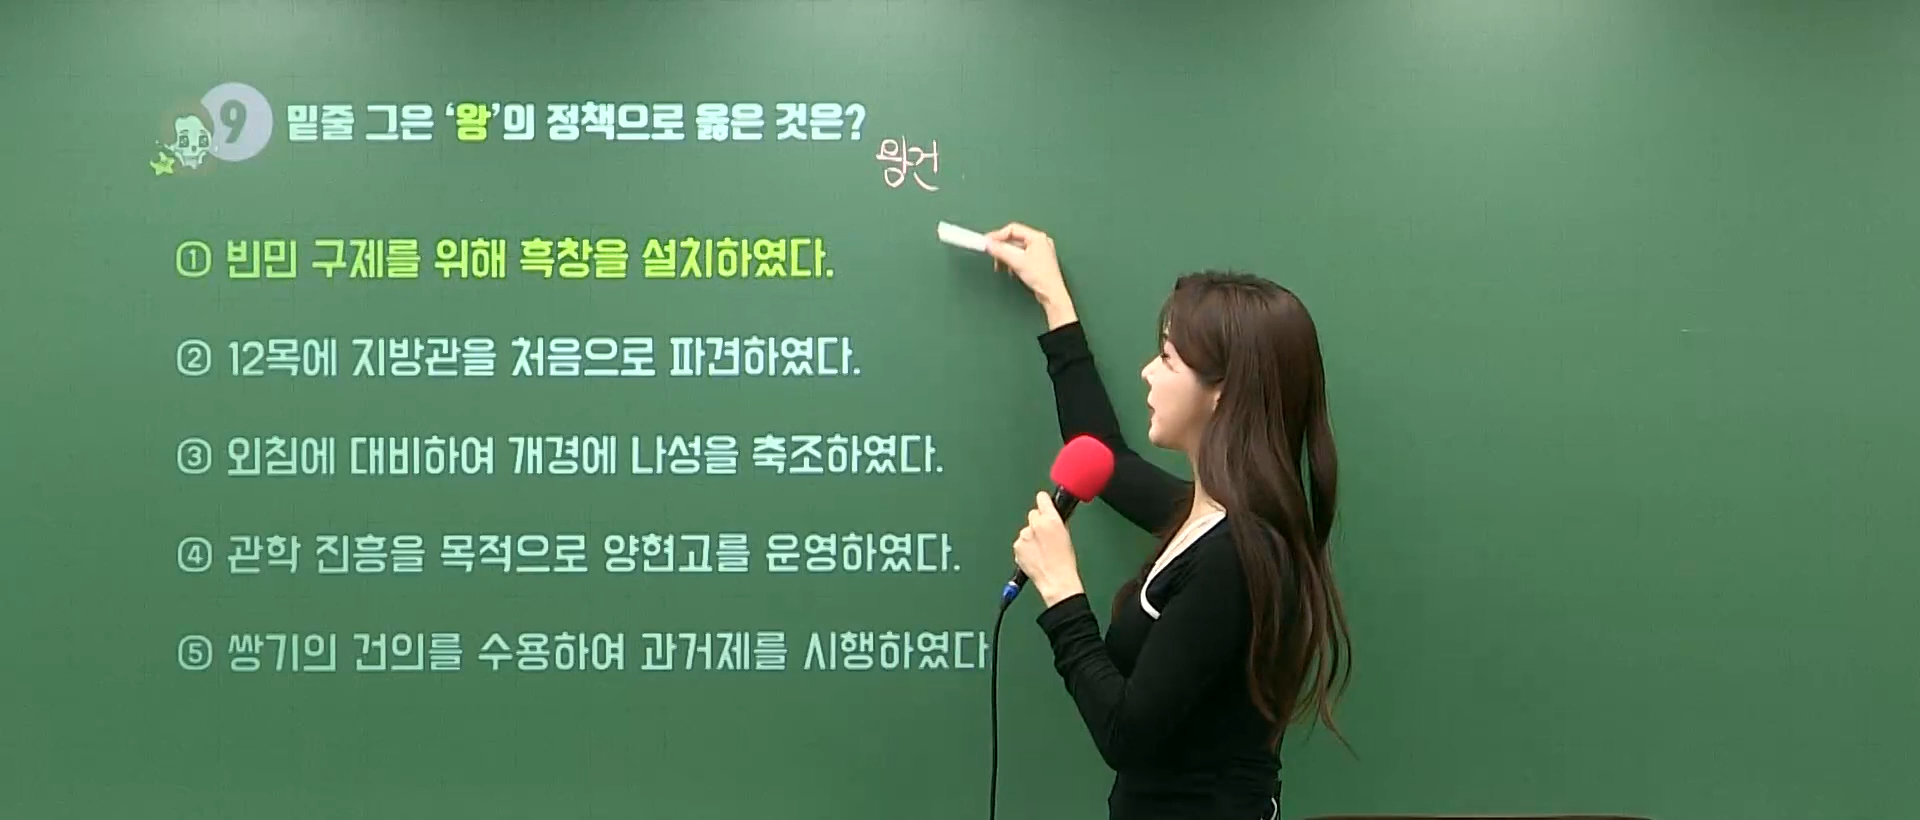 9 밑줄 그은 ‘왕’의 정책으로 옳은 것은?
왕건
① 빈민 구제를 위해 흑창을 설치하였다.
② 12목에 지방관을 처음으로 파견하였다.
③ 외침에 대비하여 개경에 나성을 축조하였다.
④ 관학 진흥을 목적으로 양현고를 운영하였다.
⑤ 쌍기의 건의를 수용하여 과거제를 시행하였다